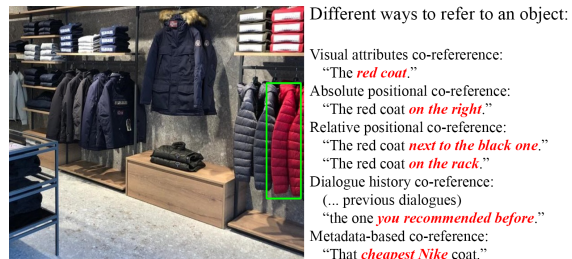 Different ways to refer to an object:
Visual attributes co-refererence:
“The red coat.”
Absolute positional co-reference:
“The red coat on the right.”
Relative positional co-reference:
“The red coat next to the black one.”
“The red coat on the rack.”
Dialogue history co-reference:
(... previous dialogues)
“the one you recommended before.”
Metadata-based co-reference:
“That cheapest Nike coat.”